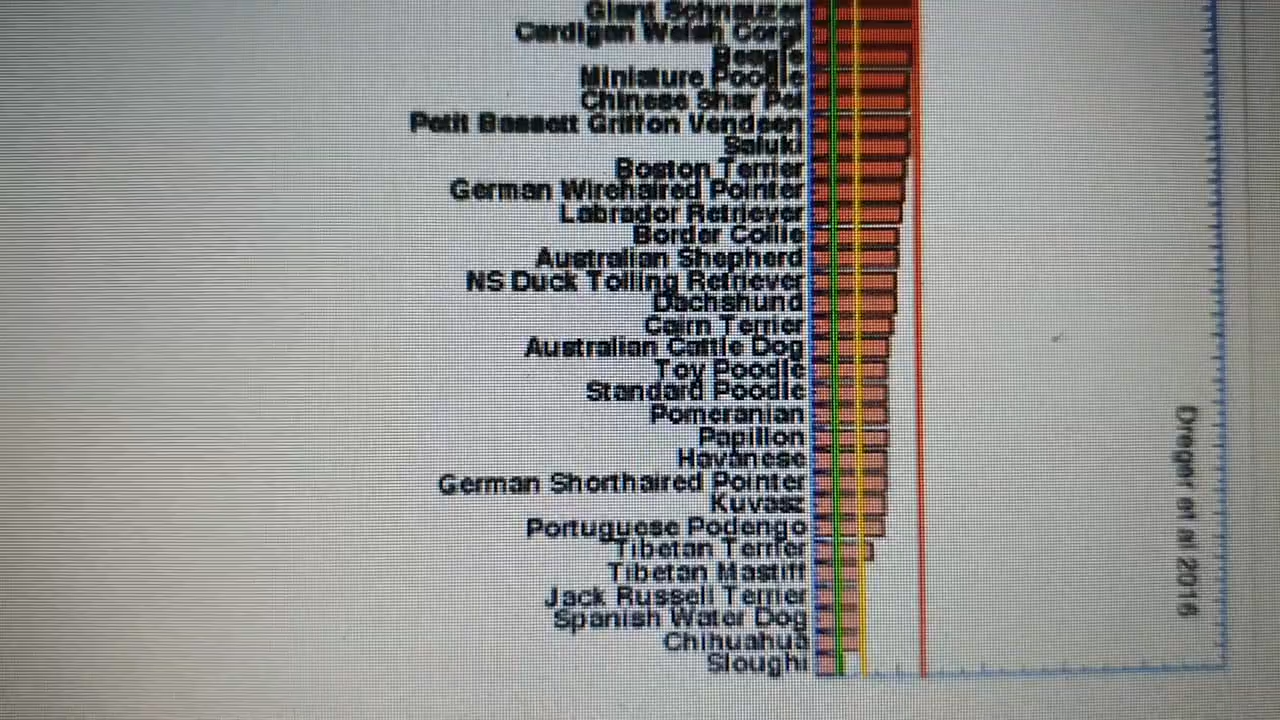 Giant Schnauzer
Cardigan Welsh Corgi
Beagle
Miniature Poodle
Chinese Shar Pei
Petit Bassett Griffon Vendeen
Saluki
Boston Terrier
German Wirehaired Pointer
Labrador Retriever
Border Collie
Australian Shepherd
NS Duck Tolling Retriever
Dachshund
Cairn Terrier
Australian Cattle Dog
Toy Poodle
Standard Poodle
Pomeranian
Papillon
Havanese
German Shorthaired Pointer
Kuvasz
Portuguese Podengo
Tibetan Terrier
Tibetan Mastiff
Jack Russell Terrier
Spanish Water Dog
Chihuahua
Sloughi
Dreger et al 2016